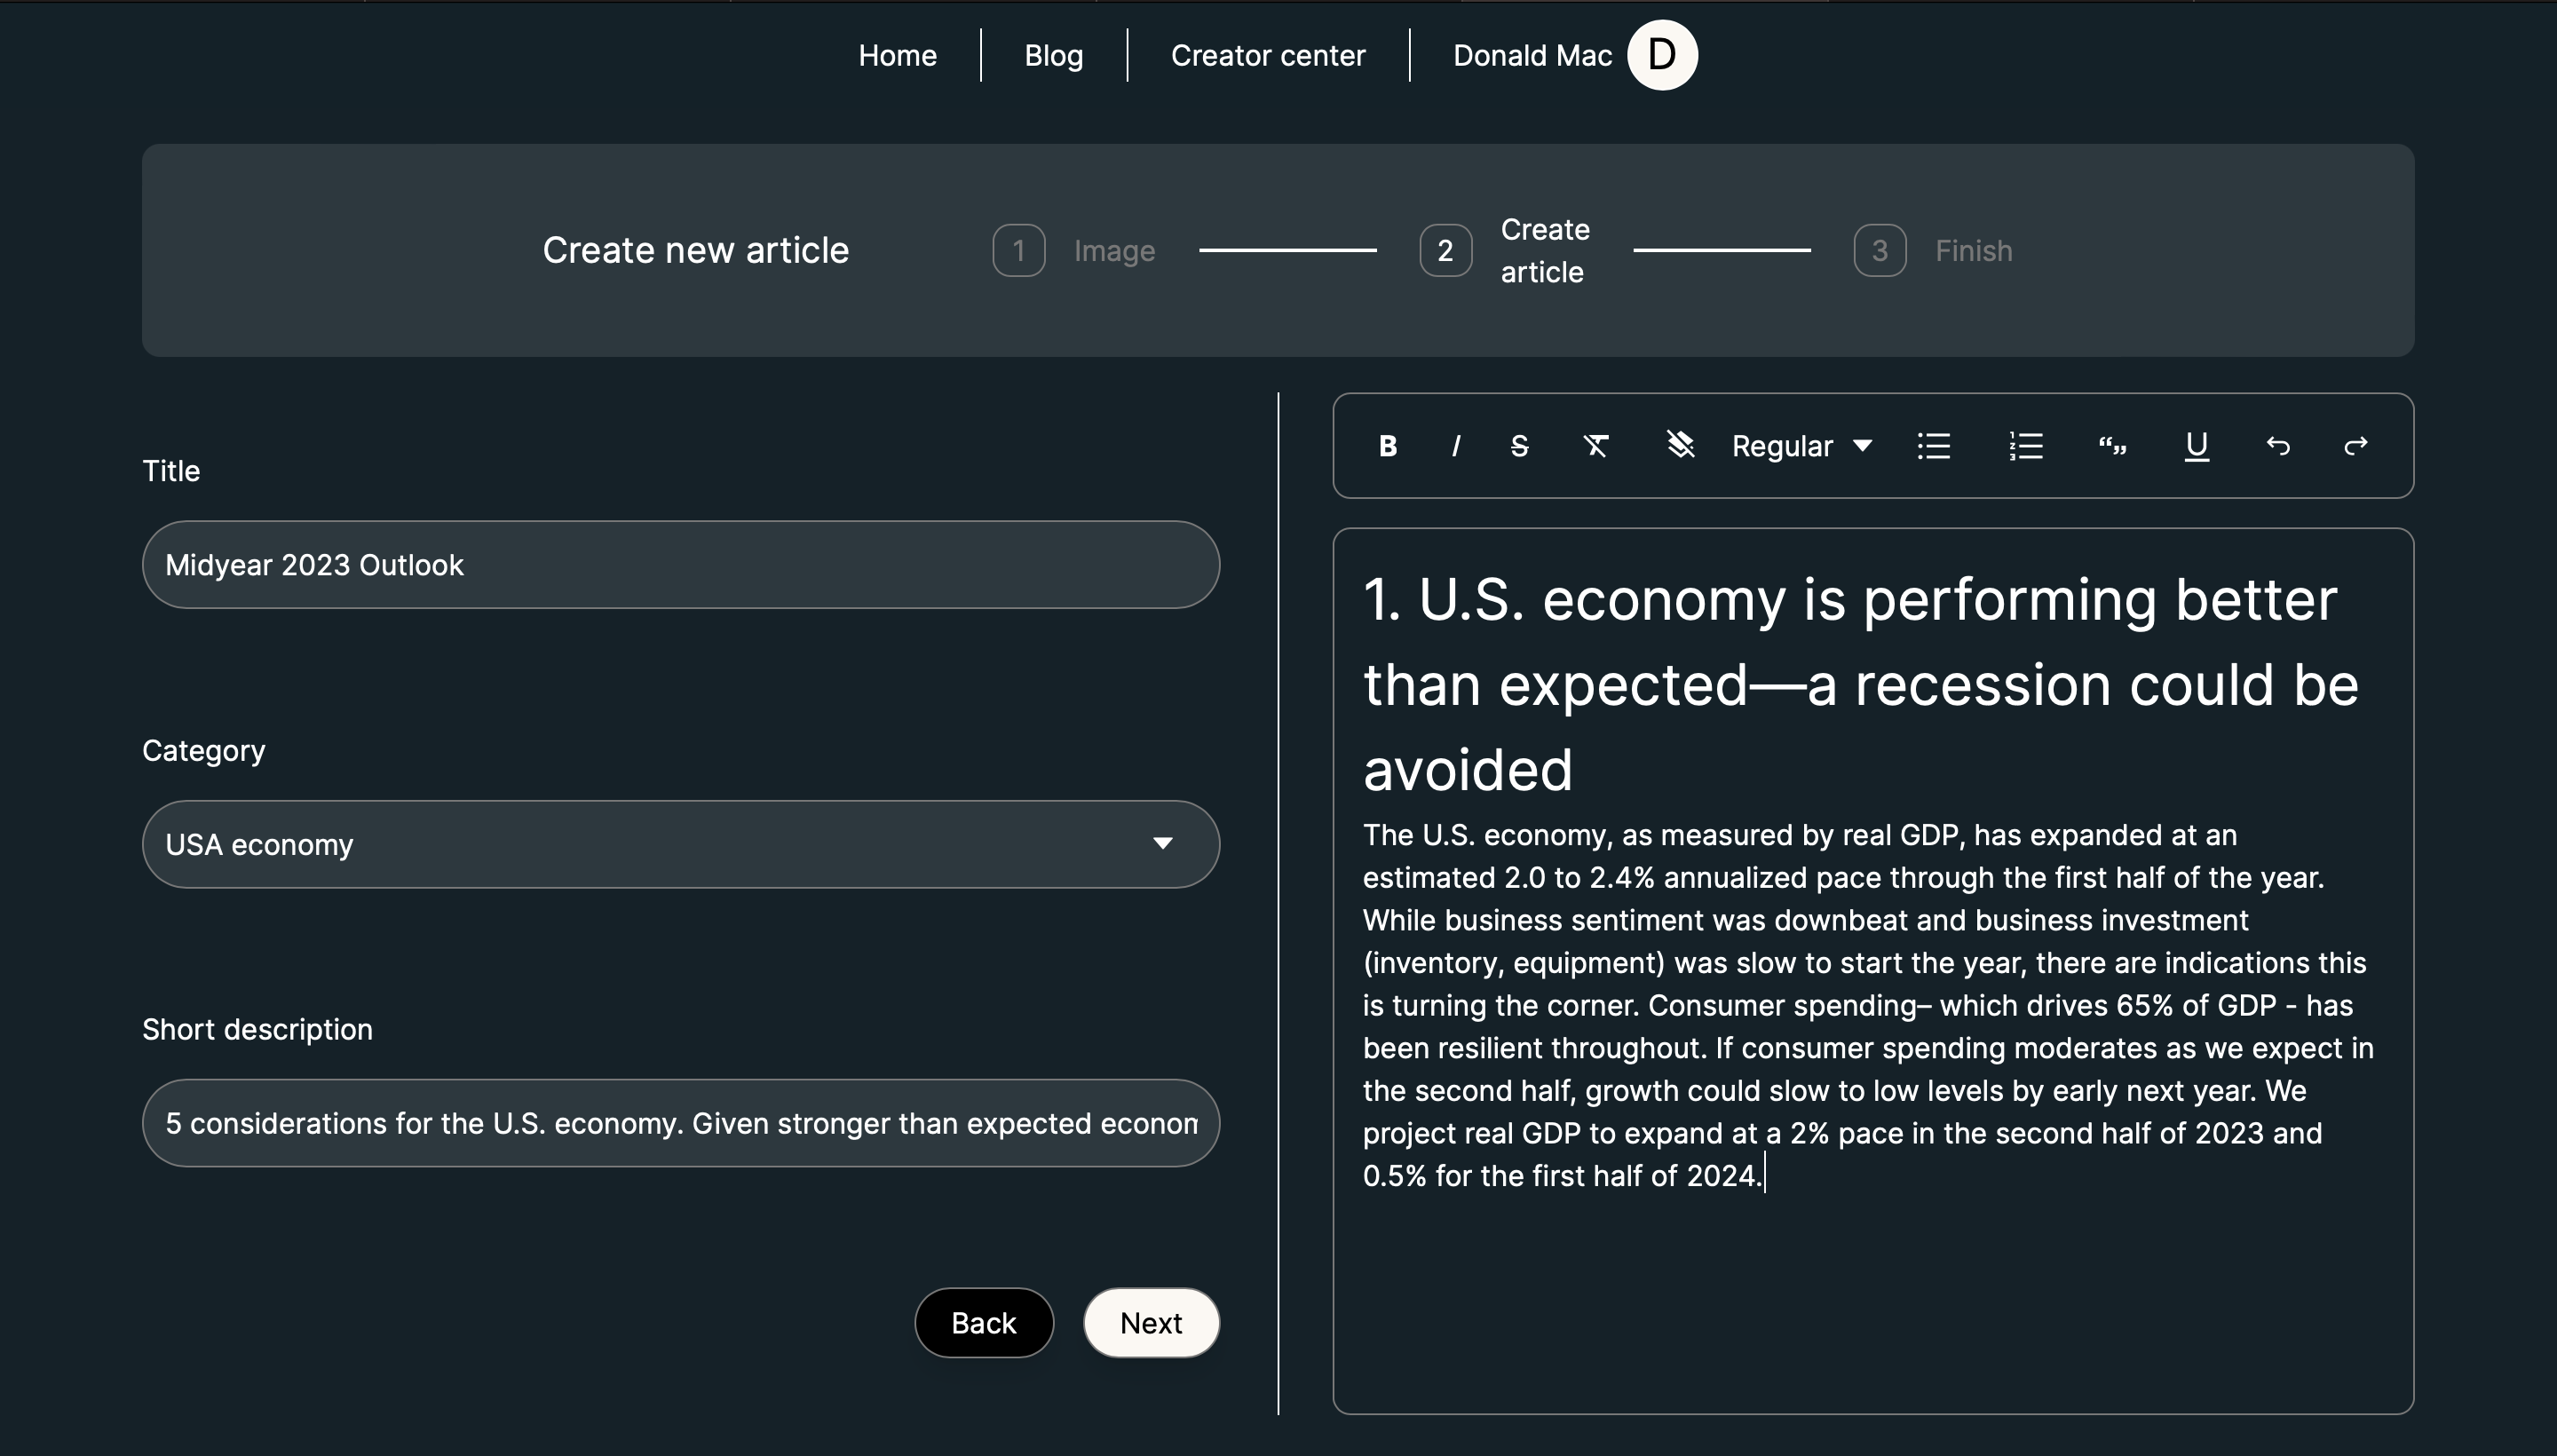 Home
Blog
Creator center
Donald Mac
D
Create new article
1
Image
2
Create
article
3
Finish
Title
Midyear 2023 Outlook
Category
USA economy
Short description
5 considerations for the U.S. economy. Given stronger than expected econom
Back
Next
B
I
S
Regular
U
1. U.S. economy is performing better
than expected—a recession could be
avoided
The U.S. economy, as measured by real GDP, has expanded at an
estimated 2.0 to 2.4% annualized pace through the first half of the year.
While business sentiment was downbeat and business investment
(inventory, equipment) was slow to start the year, there are indications this
is turning the corner. Consumer spending– which drives 65% of GDP - has
been resilient throughout. If consumer spending moderates as we expect in
the second half, growth could slow to low levels by early next year. We
project real GDP to expand at a 2% pace in the second half of 2023 and
0.5% for the first half of 2024.